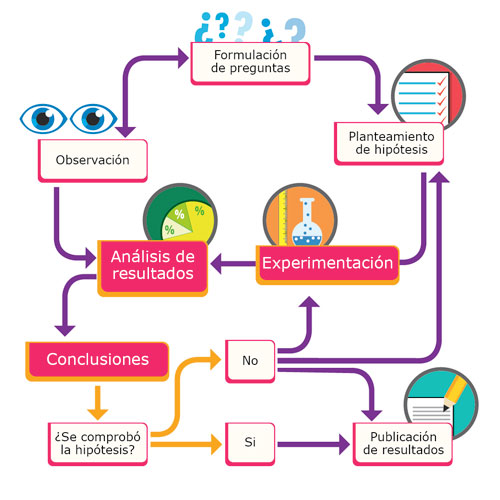 ¿?? ¿?
Formulación
de preguntas
Planteamiento
de hipótesis
Observación
% % %
Análisis de
resultados
Experimentación
Conclusiones
No
¿Se comprobó
la hipótesis?
Si
Publicación
de resultados